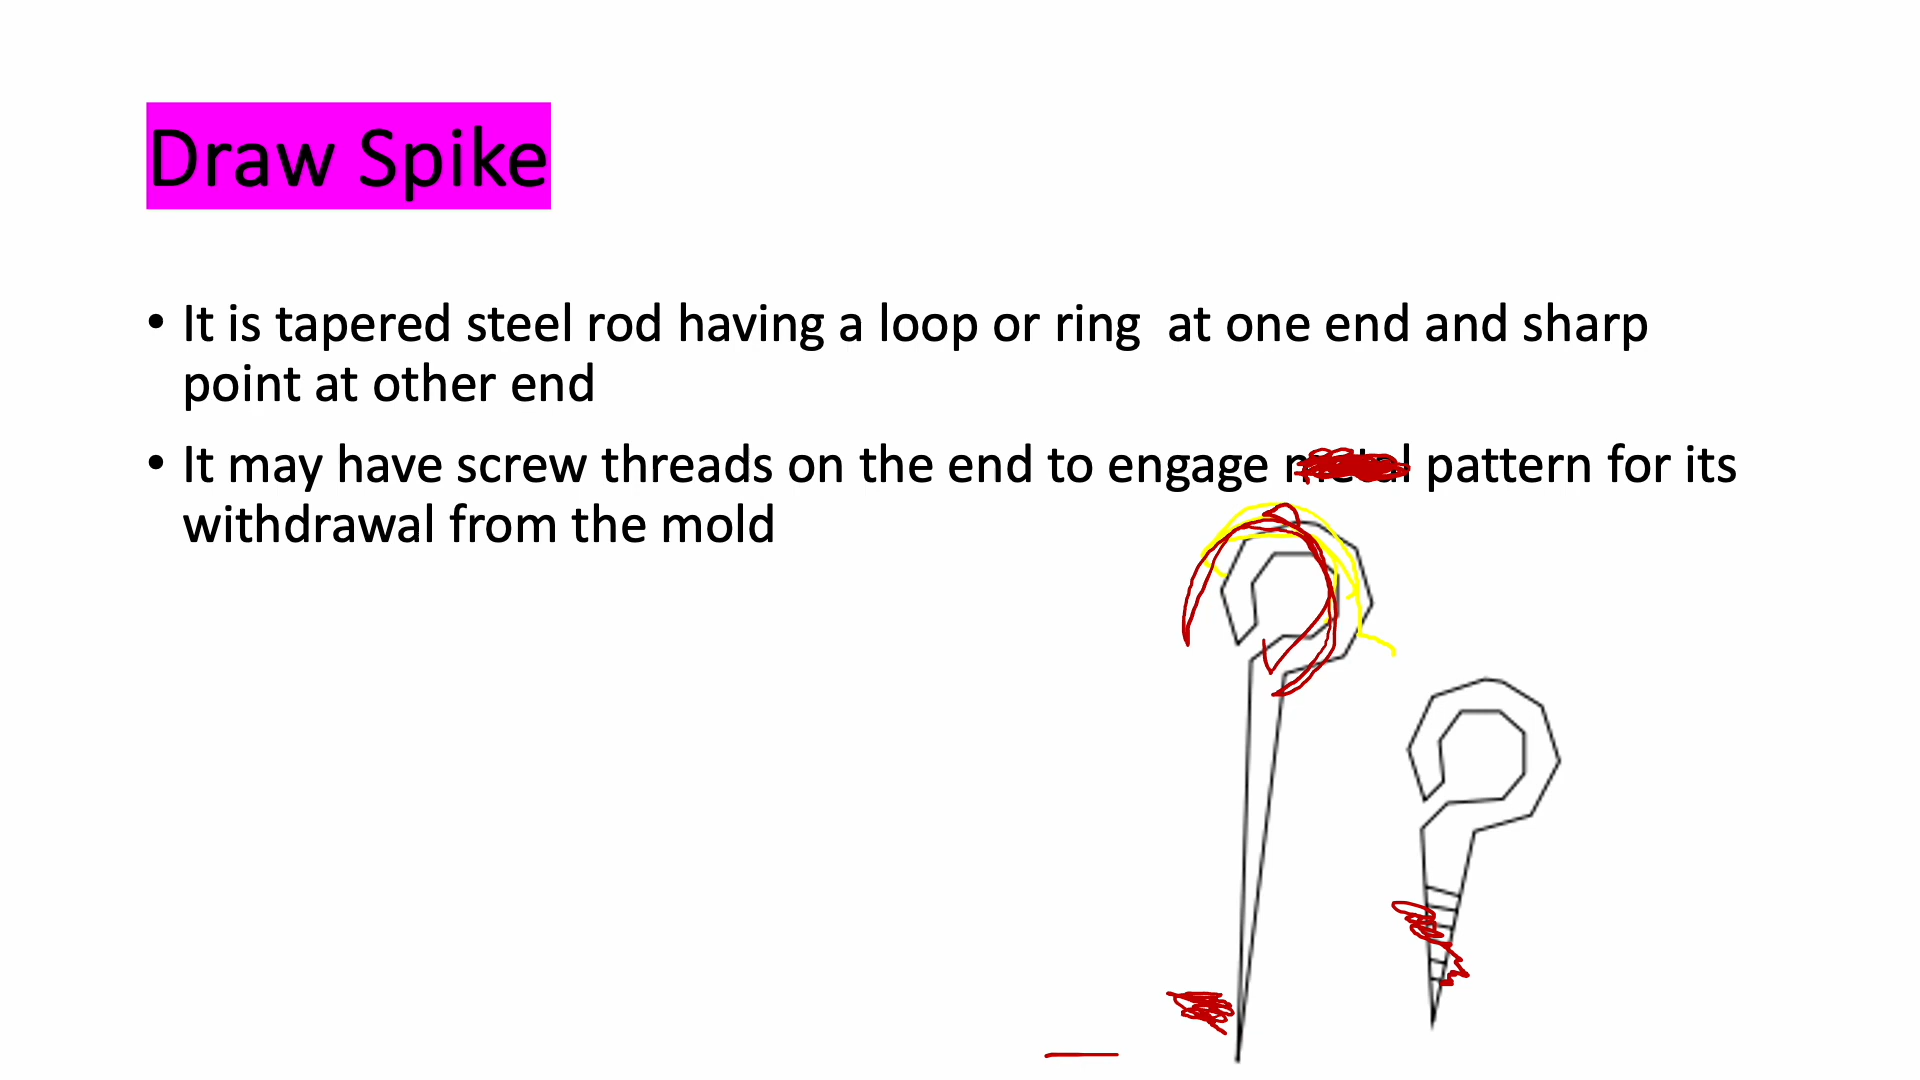 Draw Spike
• It is tapered steel rod having a loop or ring at one end and sharp
point at other end
• It may have screw threads on the end to engage metal pattern for its
withdrawal from the mold